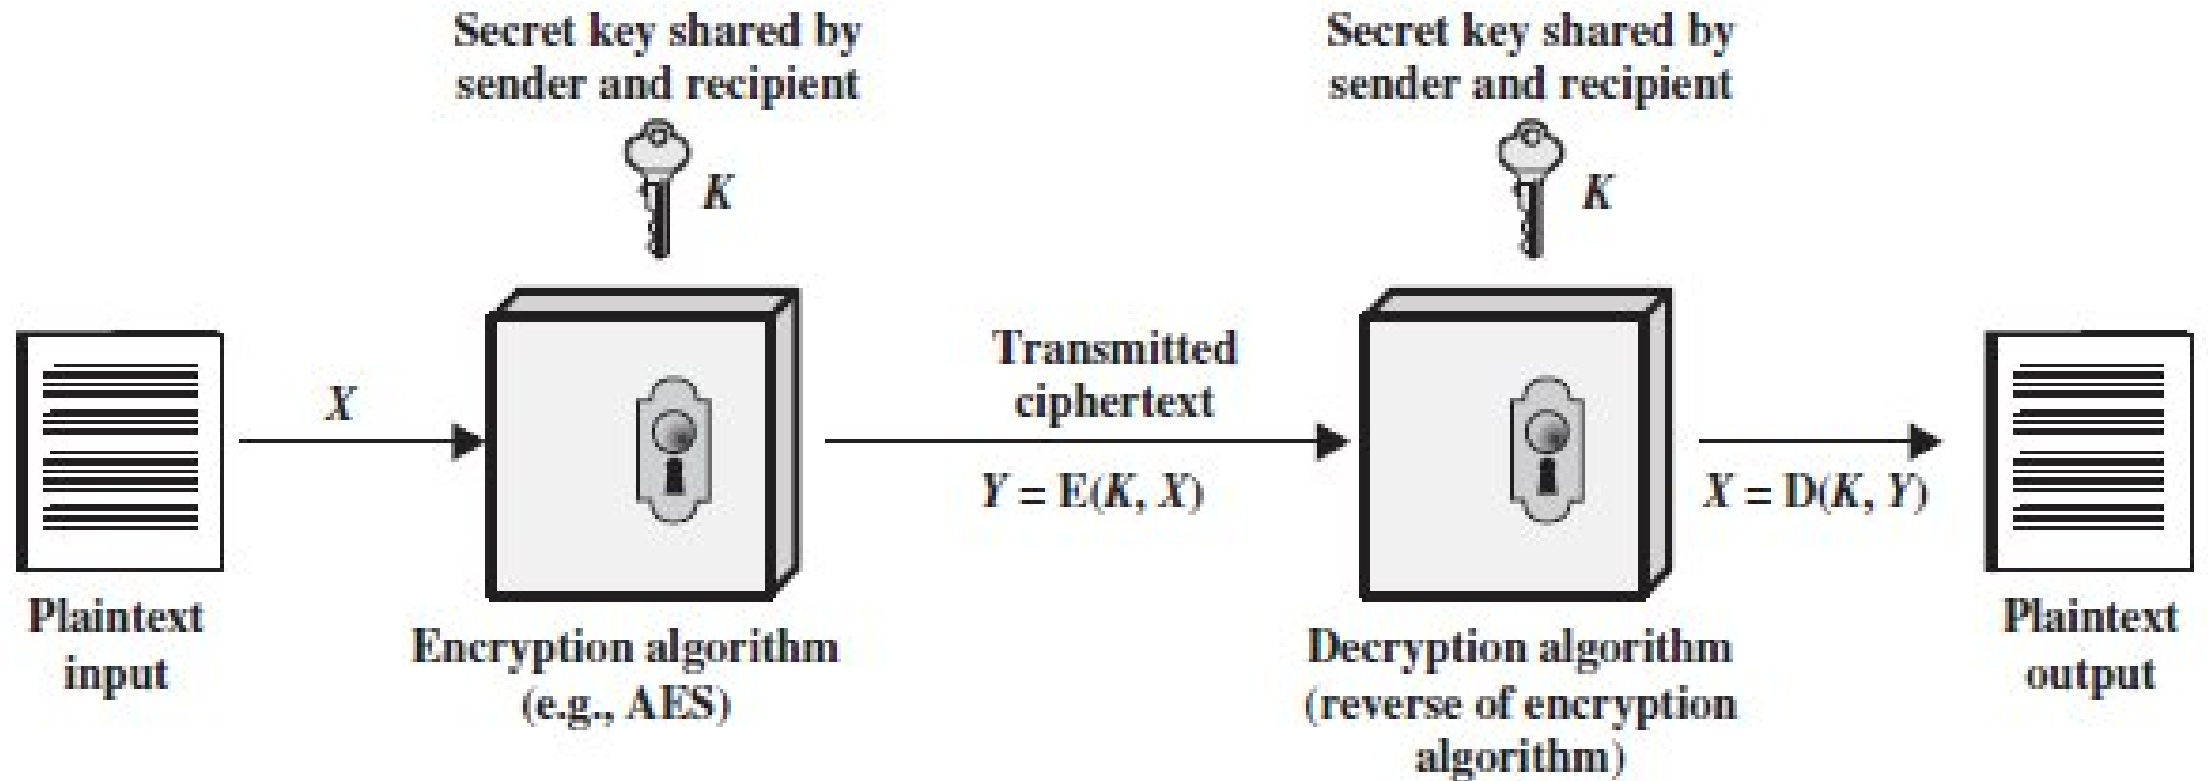 Secret key shared by
sender and recipient
K
Secret key shared by
sender and recipient
K
X
Transmitted
ciphertext
Y = E(K, X)
X = D(K, Y)
Plaintext
input
Encryption algorithm
(e.g., AES)
Decryption algorithm
(reverse of encryption
algorithm)
Plaintext
output